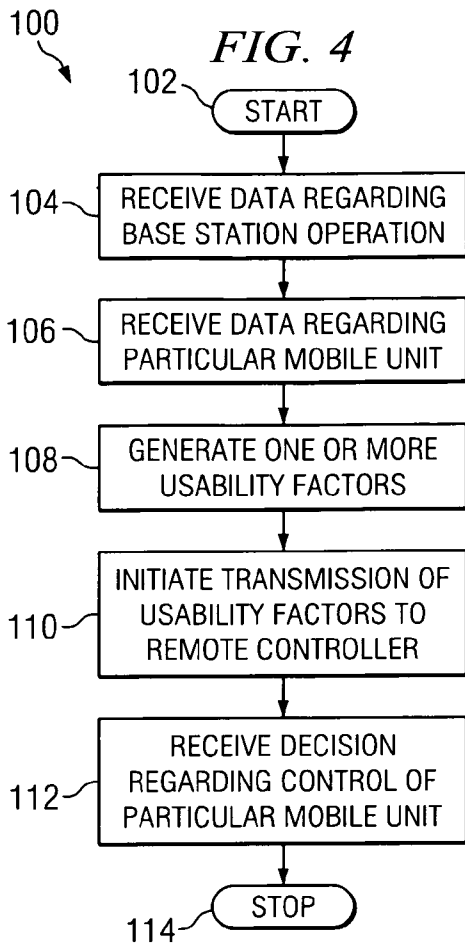 100
FIG. 4
102
START
104
RECEIVE DATA REGARDING
BASE STATION OPERATION
106
RECEIVE DATA REGARDING
PARTICULAR MOBILE UNIT
108
GENERATE ONE OR MORE
USABILITY FACTORS
110
INITIATE TRANSMISSION OF
USABILITY FACTORS TO
REMOTE CONTROLLER
112
RECEIVE DECISION
REGARDING CONTROL OF
PARTICULAR MOBILE UNIT
114
STOP